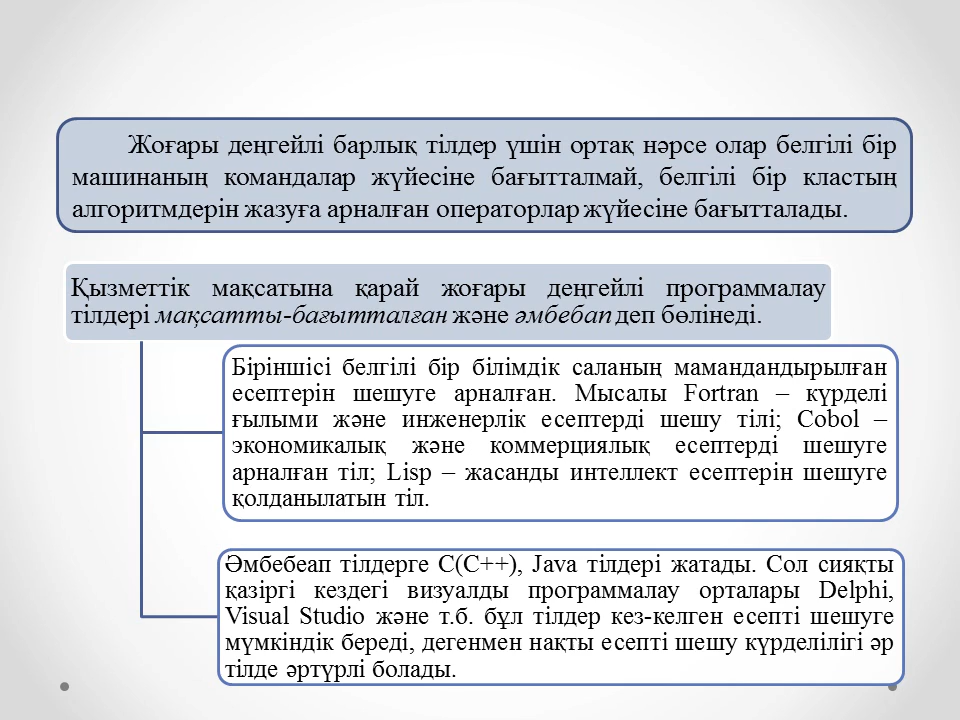 Жоғары деңгейлі барлық тілдер үшін ортақ нәрсе олар белгілі бір
машинаның командалар жүйесіне бағытталмай, белгілі бір кластың
алгоритмдерін жазуға арналған операторлар жүйесіне бағытталады.
Қызметтік мақсатына қарай жоғары деңгейлі программалау
тілдері мақсатты-бағытталған және әмбебап деп бөлінеді.
Біріншісі белгілі бір білімдік саланың мамандандырылған
есептерін шешуге арналған. Мысалы Fortran – күрделі
ғылыми және инженерлік есептерді шешу тілі; Cobol –
экономикалық және коммерциялық есептерді шешуге
арналған тіл; Lisp – жасанды интеллект есептерін шешуге
қолданылатын тіл.
Әмбебеап тілдерге С(С++), Java тілдері жатады. Сол сияқты
қазіргі кездегі визуалды программалау орталары Delphi,
Visual Studio және т.б. бұл тілдер кез-келген есепті шешуге
мүмкіндік береді, дегенмен нақты есепті шешу күрделілігі әр
тілде әртүрлі болады.